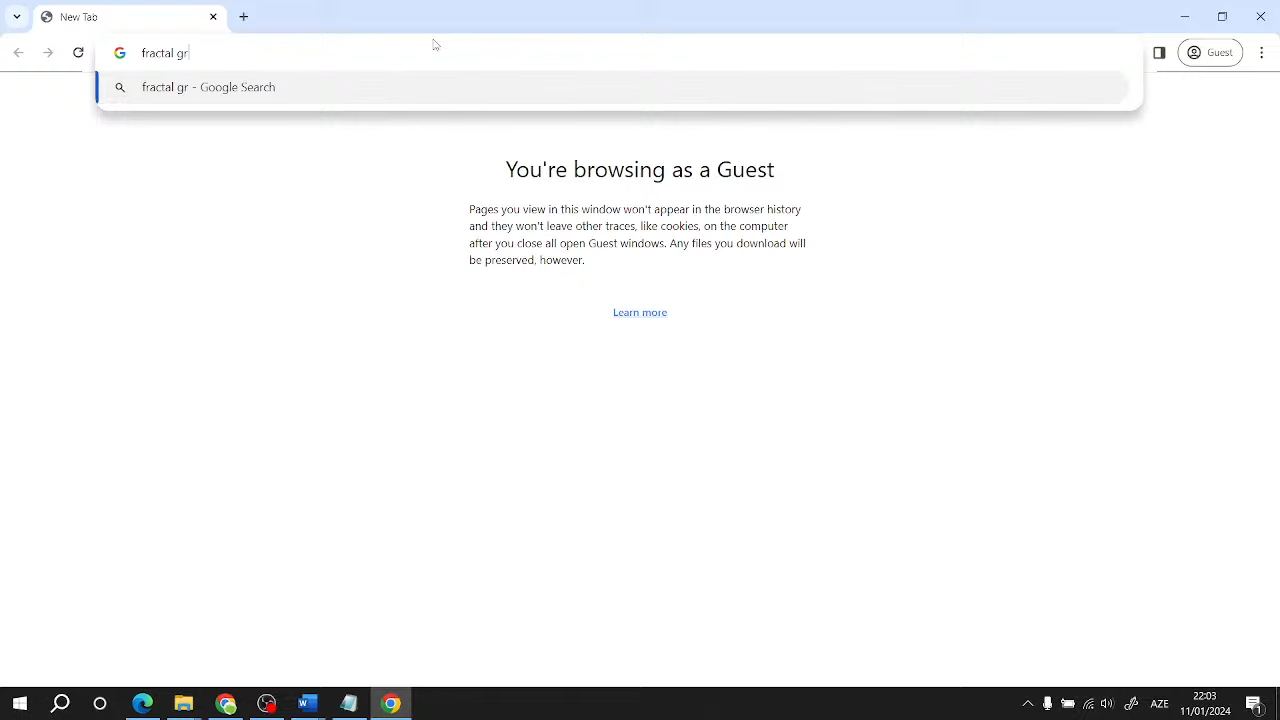 New Tab
fractal gr
Guest
fractal gr - Google Search
You're browsing as a Guest
Pages you view in this window won't appear in the browser history
and they won't leave other traces, like cookies, on the computer
after you close all open Guest windows. Any files you download will
be preserved, however.
Learn more
AZE
22:03
11/01/2024